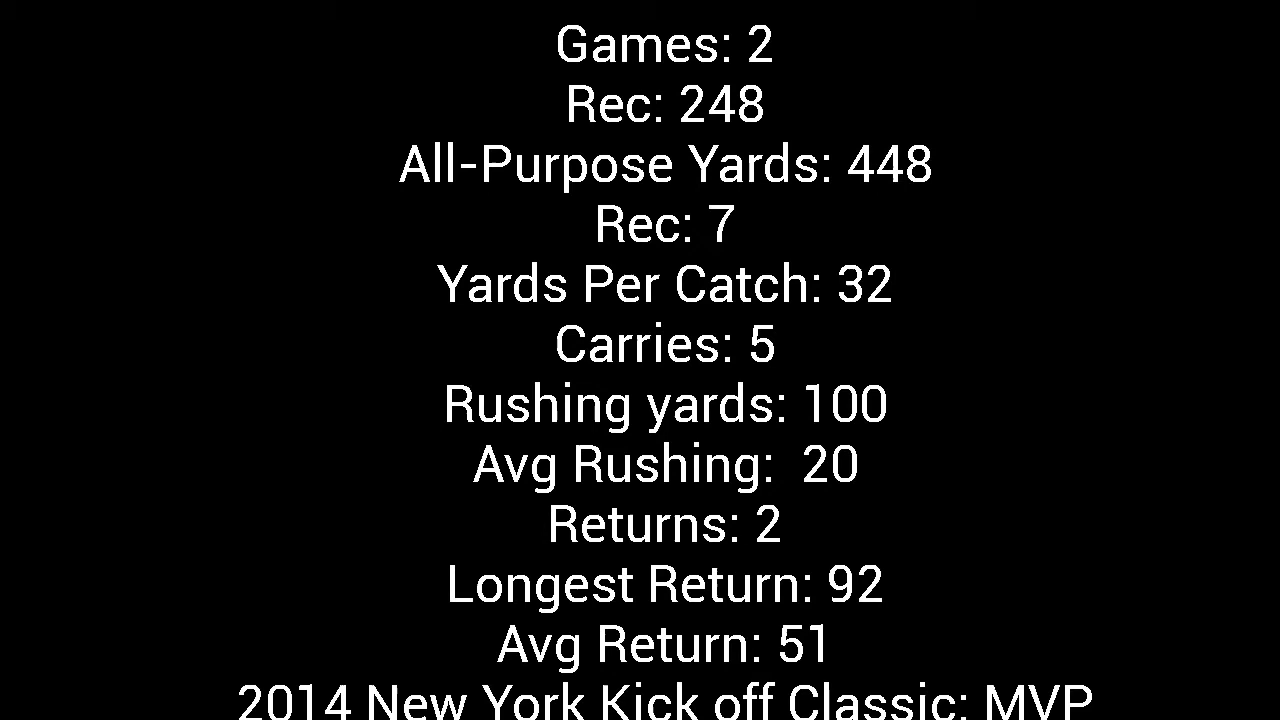 Games: 2
Rec: 248
All-Purpose Yards: 448
Rec: 7
Yards Per Catch: 32
Carries: 5
Rushing yards: 100
Avg Rushing:  20
Returns: 2
Longest Return: 92
Avg Return: 51
2014 New York Kick off Classic: MVP